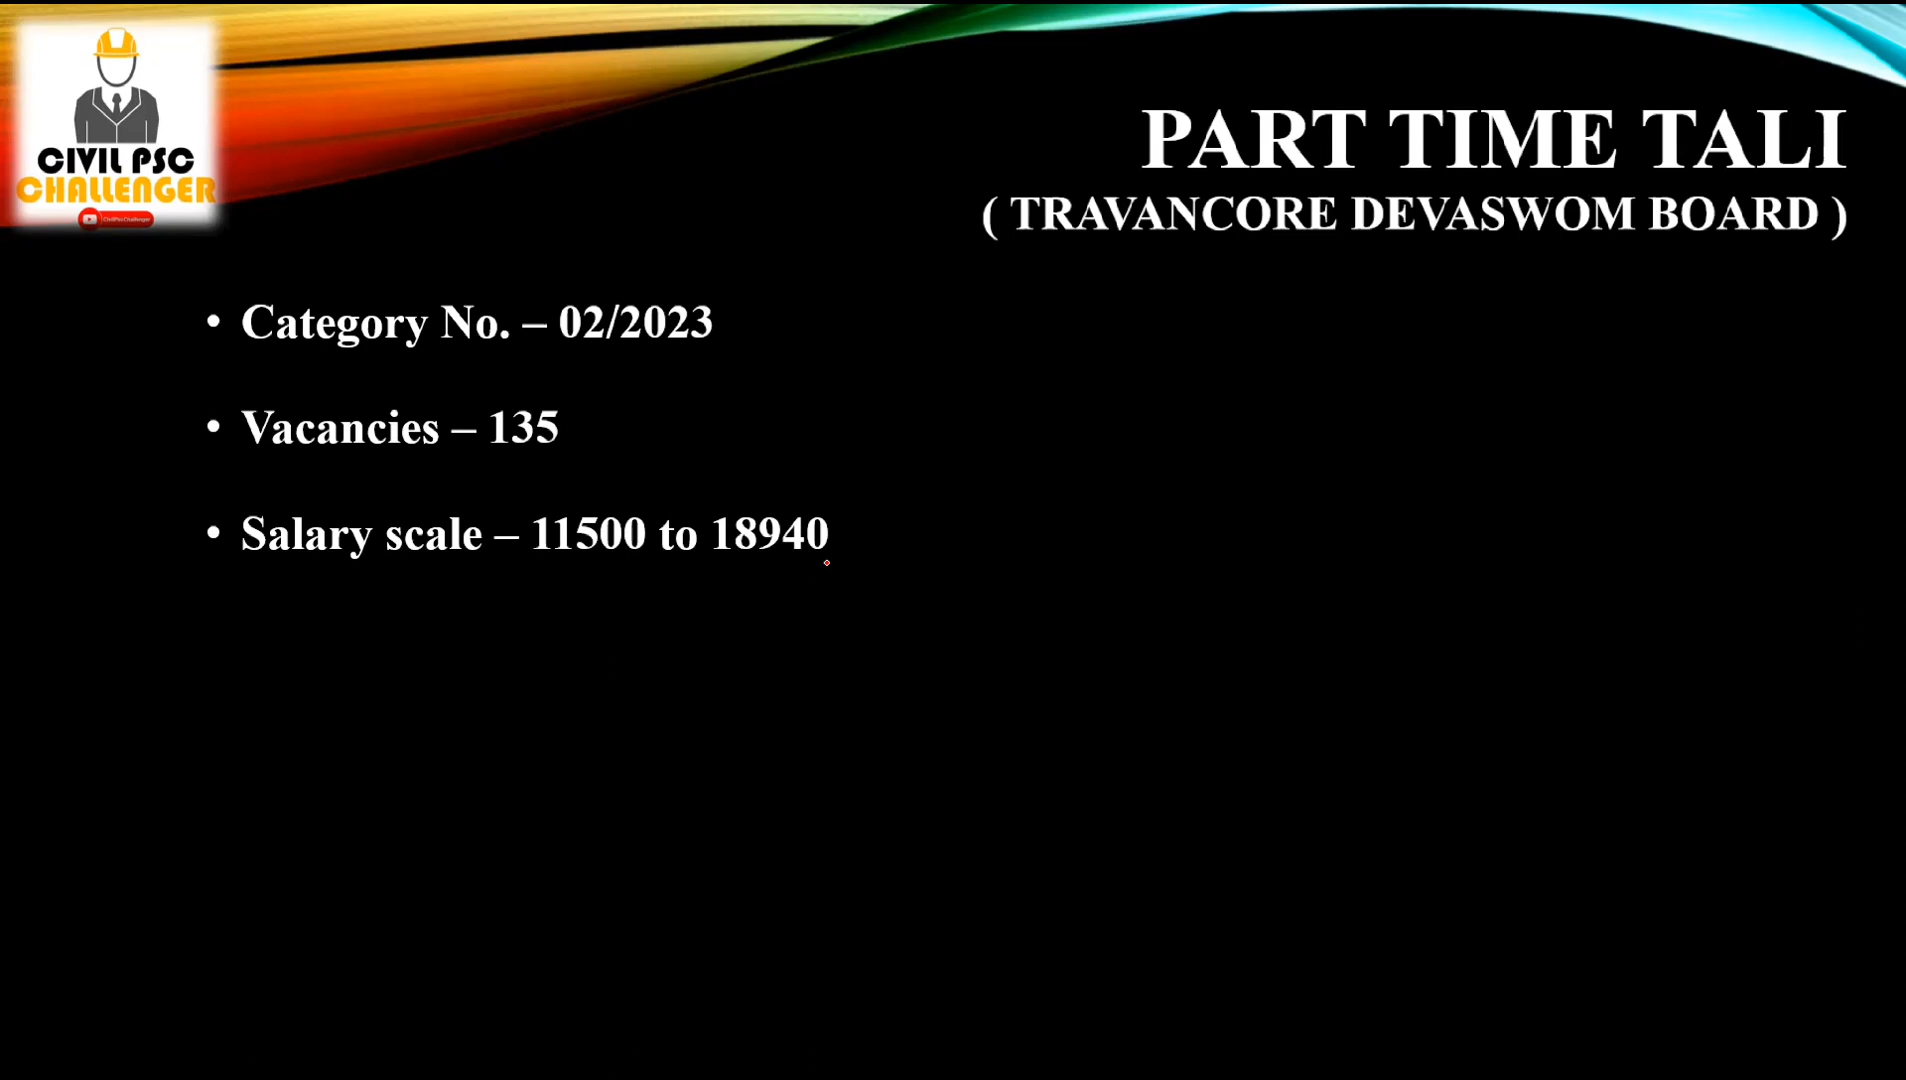 CIVIL PSC
CHALLENGER
CivilPscChallenger
PART TIME TALI
( TRAVANCORE DEVASWOM BOARD )
• Category No. – 02/2023
• Vacancies – 135
• Salary scale – 11500 to 18940